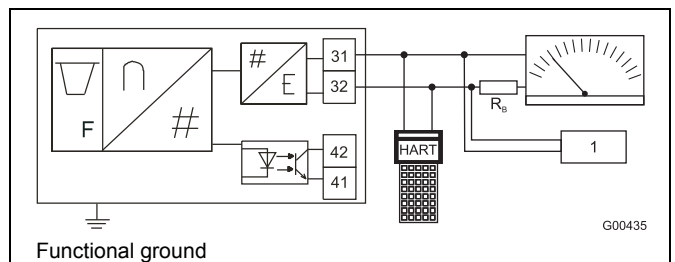 F
∩
#
#
E
31
32
42
41
HART
R_B
1
G00435
Functional ground